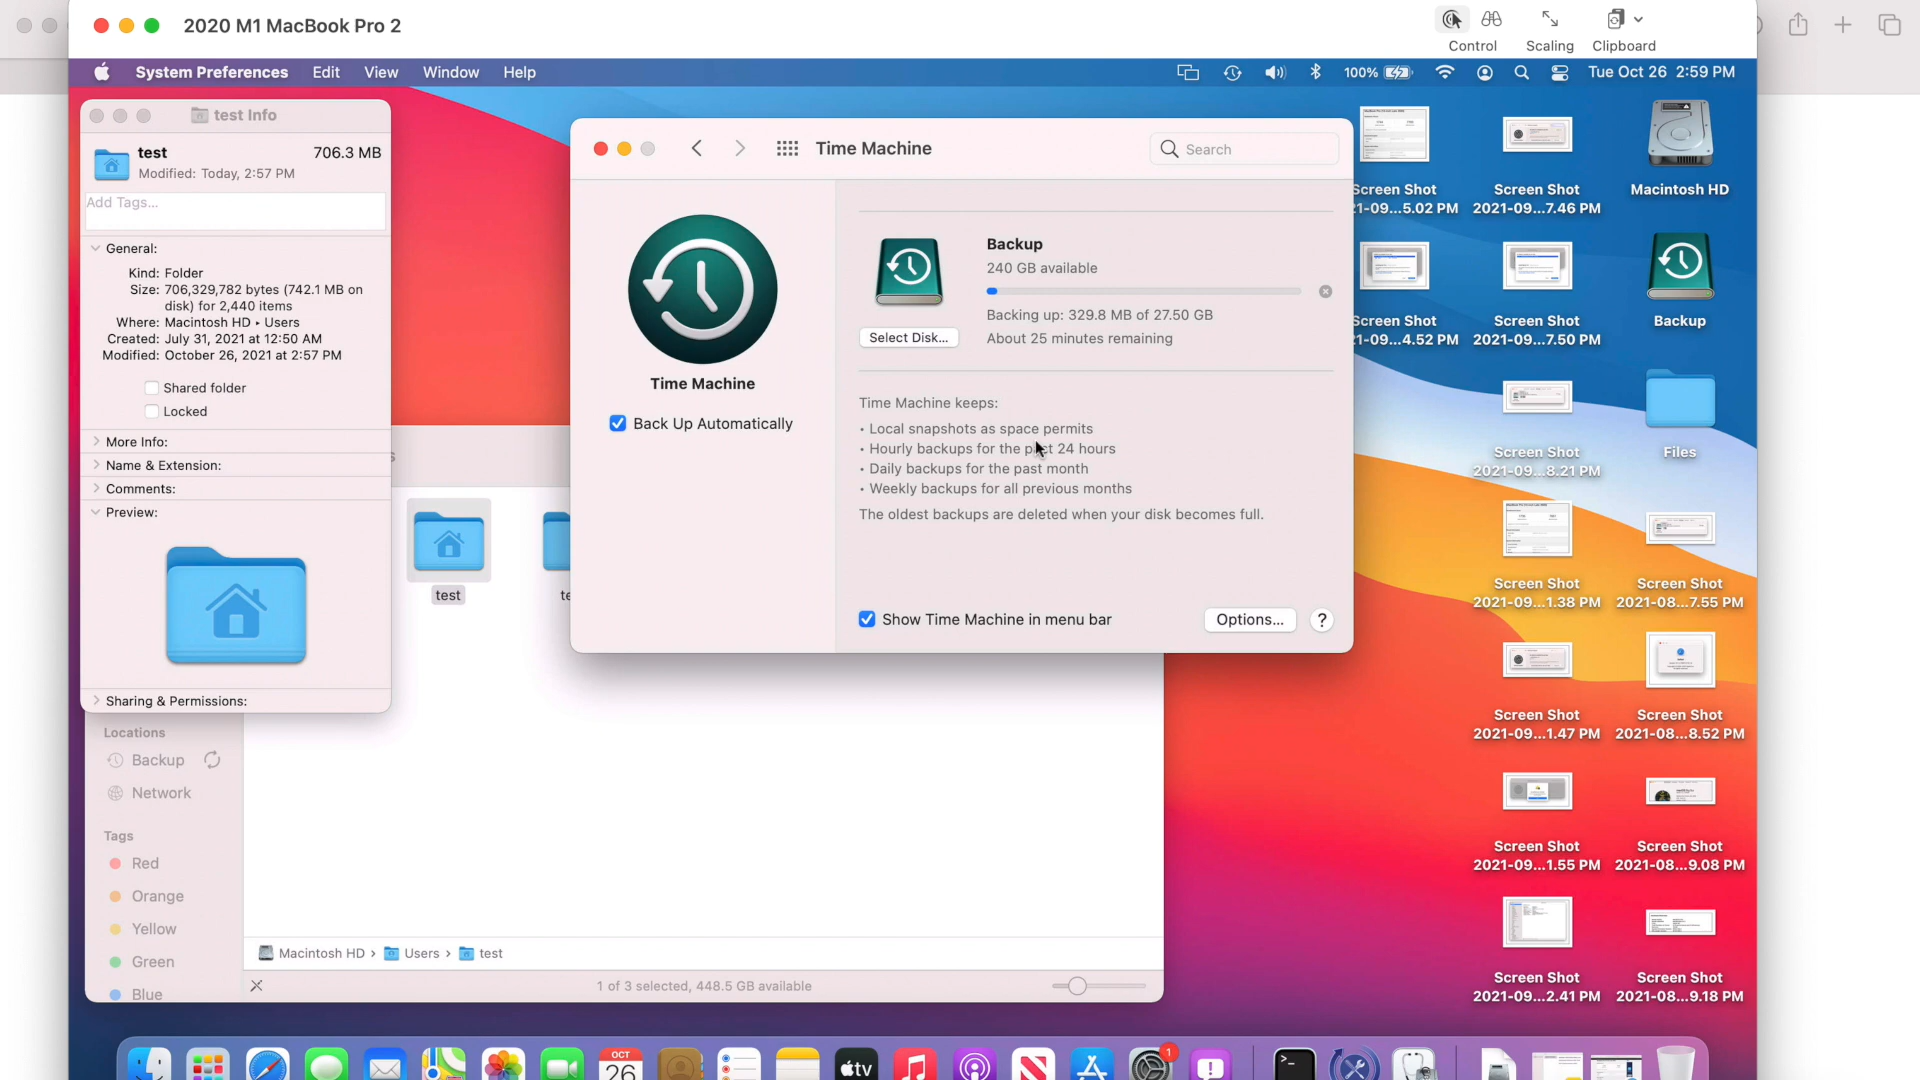 2020 M1 MacBook Pro 2
Control
Scaling
Clipboard
System Preferences Edit View Window Help
100%
Tue Oct 26 2:59 PM
test Info
test
706.3 MB
Modified: Today, 2:57 PM
Add Tags...
General:
Kind: Folder
Size: 706,329,782 bytes (742.1 MB on
disk) for 2,440 items
Where: Macintosh HD ▸ Users
Created: July 31, 2021 at 12:50 AM
Modified: October 26, 2021 at 2:57 PM
Shared folder
Locked
More Info:
Name & Extension:
Comments:
Preview:
Sharing & Permissions:
Locations
Backup
Network
Tags
Red
Orange
Yellow
Green
Blue
s
test
te
Macintosh HD › Users › test
1 of 3 selected, 448.5 GB available
Time Machine
Search
Time Machine
Back Up Automatically
Backup
240 GB available
Backing up: 329.8 MB of 27.50 GB
About 25 minutes remaining
Select Disk...
Time Machine keeps:
• Local snapshots as space permits
• Hourly backups for the past 24 hours
• Daily backups for the past month
• Weekly backups for all previous months
The oldest backups are deleted when your disk becomes full.
Show Time Machine in menu bar
Options...
?
Screen Shot
21-09...5.02 PM
Screen Shot
2021-09...7.46 PM
Macintosh HD
Screen Shot
21-09...4.52 PM
Screen Shot
2021-09...7.50 PM
Backup
Screen Shot
2021-09...8.21 PM
Files
Screen Shot
2021-09...1.38 PM
Screen Shot
2021-08...7.55 PM
Screen Shot
2021-09...1.47 PM
Screen Shot
2021-08...8.52 PM
Screen Shot
2021-09...1.55 PM
Screen Shot
2021-08...9.08 PM
Screen Shot
2021-09...2.41 PM
Screen Shot
2021-08...9.18 PM
OCT
26
tv
1